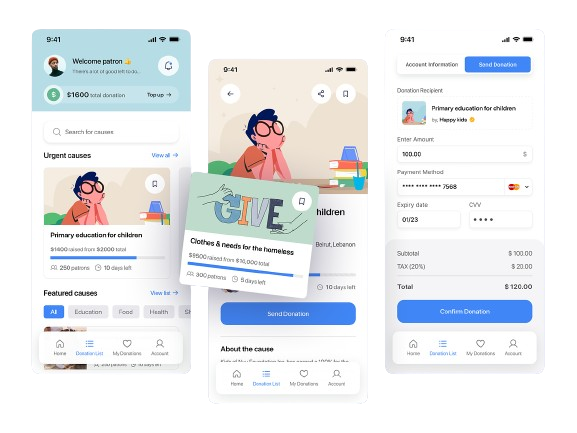 9:41
Welcome patron 👍
There's a lot of good left to do..
$ $1600 total donation
Top up →
Search for causes
Urgent causes
View all →
Primary education for children
$1600 raised from $2000 total
250 patrons
10 days left
Featured causes
View list →
All
Education
Food
Health
Home
Donation List
My Donations
Account
9:41
GIVE
Clothes & needs for the homeless
$9500 raised from $10,000 total
300 patrons
5 days left
children
Beirut, Lebanon
10 days left
Send Donation
About the cause
Home
Donation List
My Donations
Account
9:41
Account Information
Send Donation
Donation Recipient
Primary education for children
by, Happy kids
Enter Amount
100.00
$
Payment Method
•••• •••• •••• 7568
Expiry date
CVV
01/23
••••
Subtotal
$ 100.00
TAX (20%)
$ 20.00
Total
$ 120.00
Confirm Donation
Home
Donation List
My Donations
Account